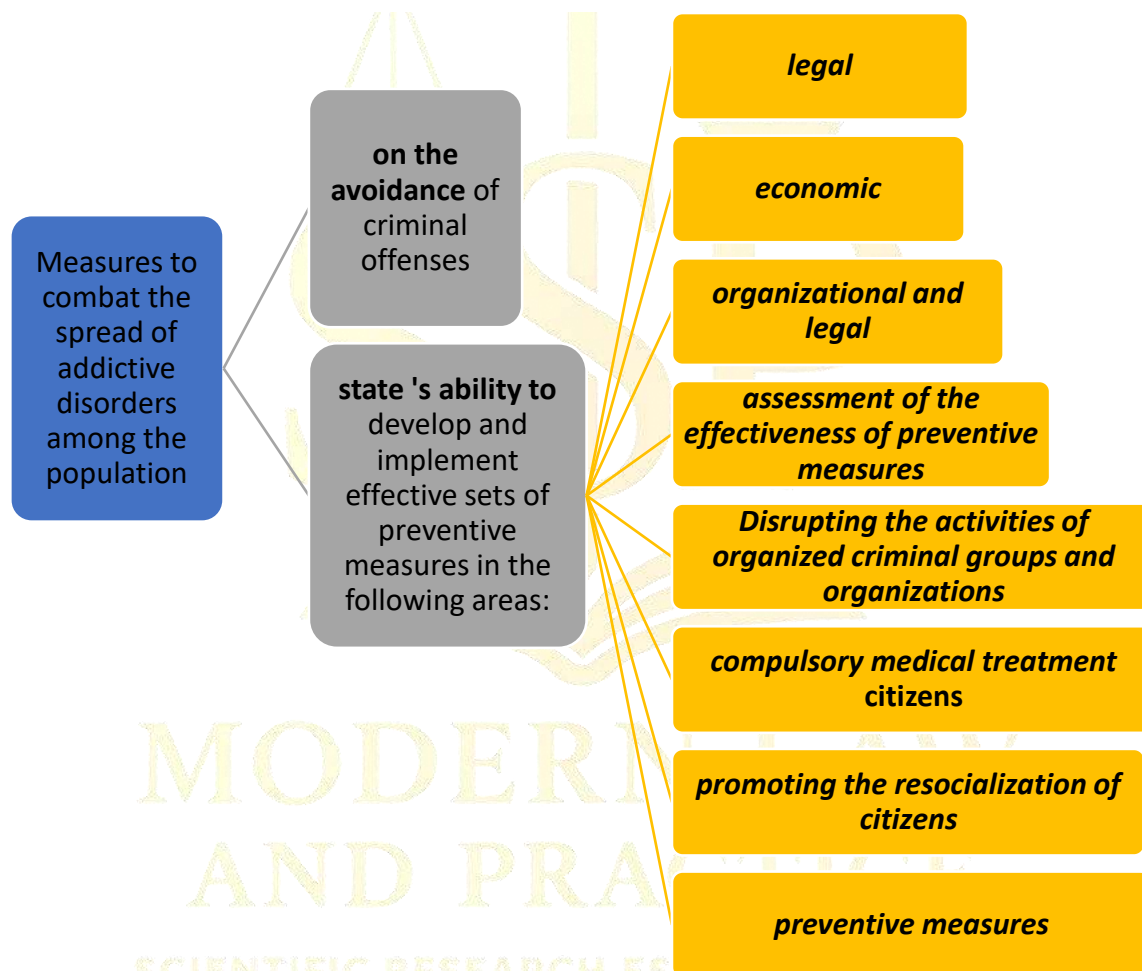 Measures to
combat the
spread of
addictive
disorders
among the
population
on the
avoidance of
criminal
offenses
state 's ability to
develop and
implement
effective sets of
preventive
measures in the
following areas:
legal
economic
organizational and
legal
assessment of the
effectiveness of preventive
measures
Disrupting the activities of
organized criminal groups and
organizations
compulsory medical treatment
citizens
promoting the resocialization of
citizens
preventive measures
MODERN
AND